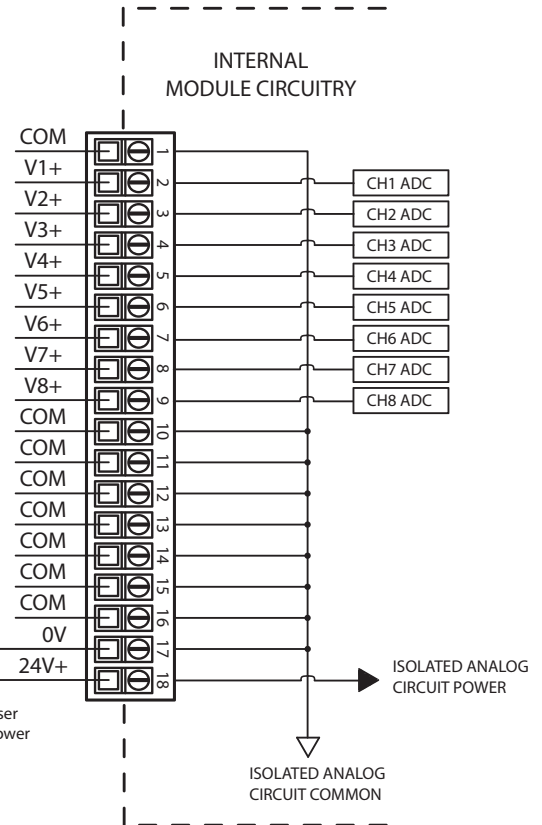 INTERNAL
MODULE CIRCUITRY
COM
1
V1+
2
CH1 ADC
V2+
3
CH2 ADC
V3+
4
CH3 ADC
V4+
5
CH4 ADC
V5+
6
CH5 ADC
V6+
7
CH6 ADC
V7+
8
CH7 ADC
V8+
9
CH8 ADC
COM
10
COM
11
COM
12
COM
13
COM
14
COM
15
COM
16
0V
17
24V+
18
ISOLATED ANALOG
CIRCUIT POWER
ISOLATED ANALOG
CIRCUIT COMMON